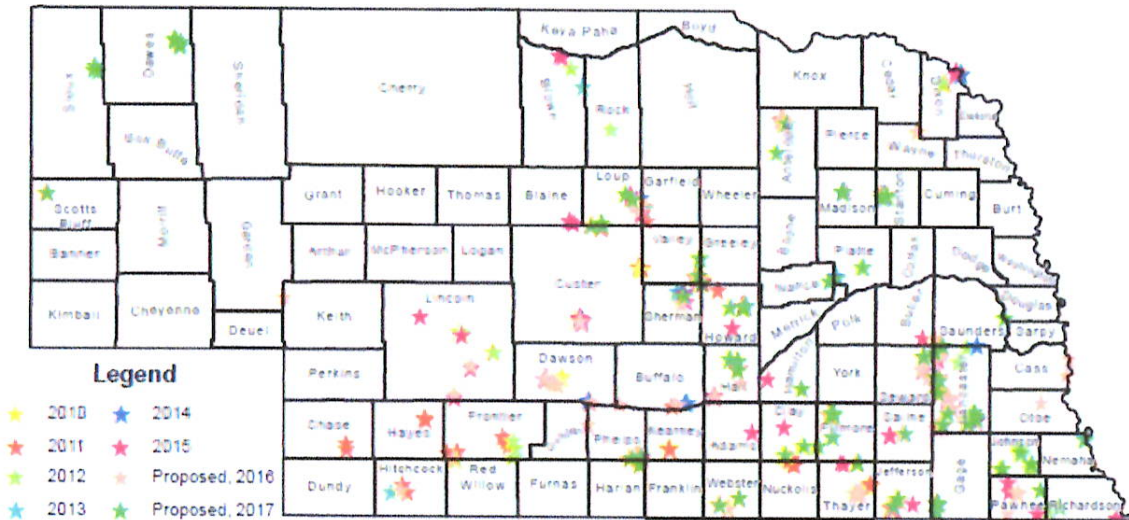 Keya Paha Boyd
Sioux Dawes Sheridan Cherry Brown Rock Holt Knox Cedar Dixon Dakota
Box Butte Antelope Pierce Wayne Thurston
Scotts Bluff Morrill Garden Grant Hooker Thomas Blaine Loup Garfield Wheeler Boone Madison Stanton Cuming Burt
Banner Arthur McPherson Logan Custer Valley Greeley Platte Colfax Dodge Washington
Kimball Cheyenne Deuel Keith Lincoln Sherman Howard Nance Merrick Polk Butler Saunders Douglas Sarpy
Perkins Dawson Buffalo Hall Hamilton York Seward Lancaster Cass Otoe
Chase Hayes Frontier Gosper Phelps Kearney Adams Clay Fillmore Saline Gage Johnson Nemaha
Dundy Hitchcock Red Willow Furnas Harlan Franklin Webster Nuckolls Thayer Jefferson Pawnee Richardson
Legend
2010 2014
2011 2015
2012 Proposed, 2016
2013 Proposed, 2017